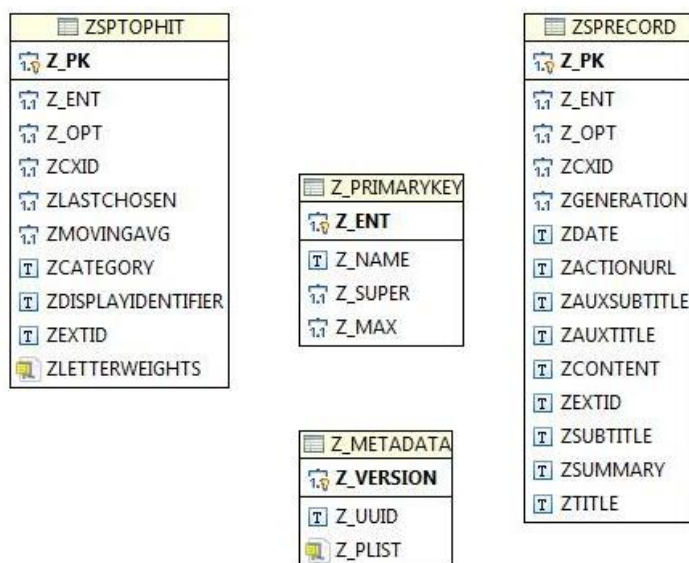 ZSPTOPHIT
Z_PK
Z_ENT
Z_OPT
ZCXID
ZLASTCHOSEN
ZMOVINGAVG
ZCATEGORY
ZDISPLAYIDENTIFIER
ZEXTID
ZLETTERWEIGHTS
Z_PRIMARYKEY
Z_ENT
Z_NAME
Z_SUPER
Z_MAX
Z_METADATA
Z_VERSION
Z_UUID
Z_PLIST
ZSPRECORD
Z_PK
Z_ENT
Z_OPT
ZCXID
ZGENERATION
ZDATE
ZACTIONURL
ZAUXSUBTITLE
ZAUXTITLE
ZCONTENT
ZEXTID
ZSUBTITLE
ZSUMMARY
ZTITLE